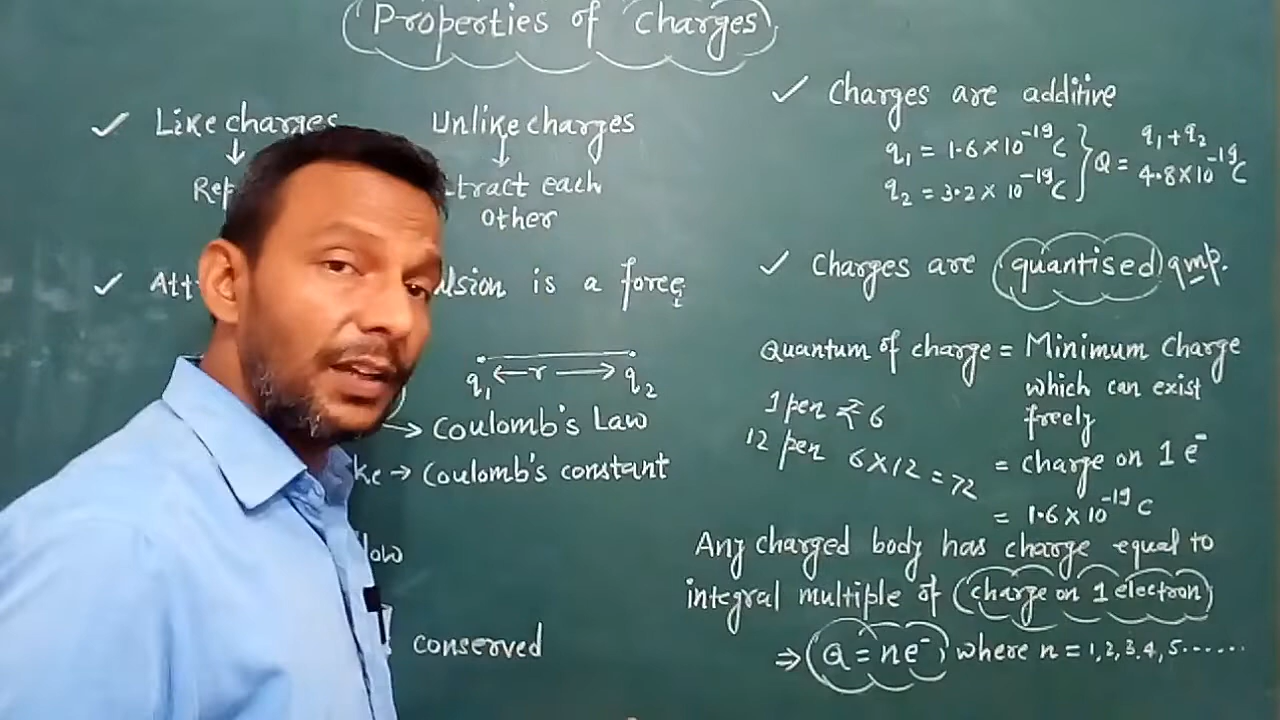 Properties of charges
✓ Like charges Unlike charges
↓ ↓
each
other
✓ is a force
q₁ ← r → q₂
→ Coulomb's Law
ke → Coulomb's constant
conserved
✓ Charges are additive
q₁ = 1.6 × 10⁻¹⁹ C } Q = q₁ + q₂
q₂ = 3.2 × 10⁻¹⁹ C 4.8 × 10⁻¹⁹ C
✓ Charges are quantised qmp.
Quantum of charge = Minimum Charge
which can exist
freely
1 pen ₹ 6
12 pen 6 × 12 = 72
= charge on 1 e⁻
= 1.6 × 10⁻¹⁹ C
Any charged body has charge equal to
integral multiple of (charge on 1 electron)
⇒ Q = ne⁻ where n = 1, 2, 3, 4, 5......